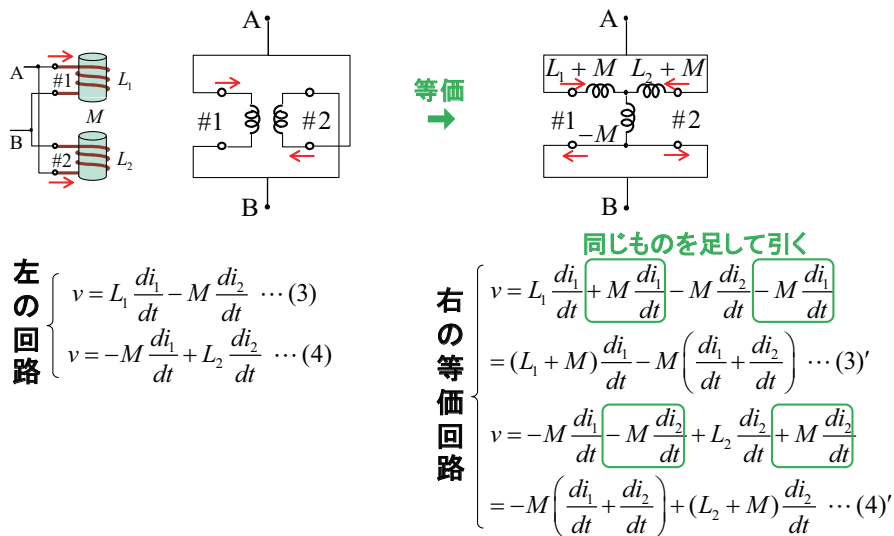 A
#1
L₁
M
B
#2
L₂
A
#1
#2
B
等価
A
L₁ + M
L₂ + M
#1
−M
#2
B
左の回路
v = L₁ di₁/dt − M di₂/dt ⋯(3)
v = −M di₁/dt + L₂ di₂/dt ⋯(4)
同じものを足して引く
右の等価回路
v = L₁ di₁/dt + M di₁/dt − M di₂/dt − M di₁/dt
= (L₁ + M) di₁/dt − M (di₁/dt + di₂/dt) ⋯(3)′
v = −M di₁/dt − M di₂/dt + L₂ di₂/dt + M di₂/dt
= −M (di₁/dt + di₂/dt) + (L₂ + M) di₂/dt ⋯(4)′